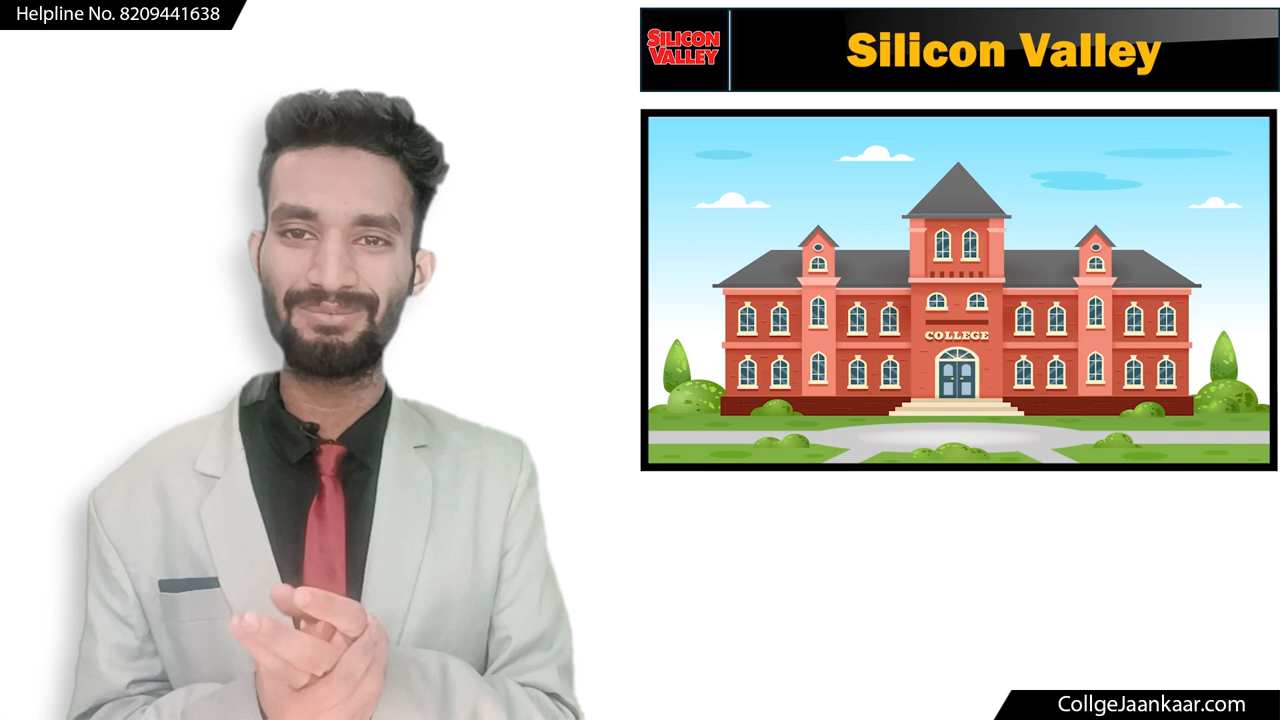 Helpline No. 8209441638
SILICON
VALLEY
Silicon Valley
COLLEGE
CollgeJaankaar.com